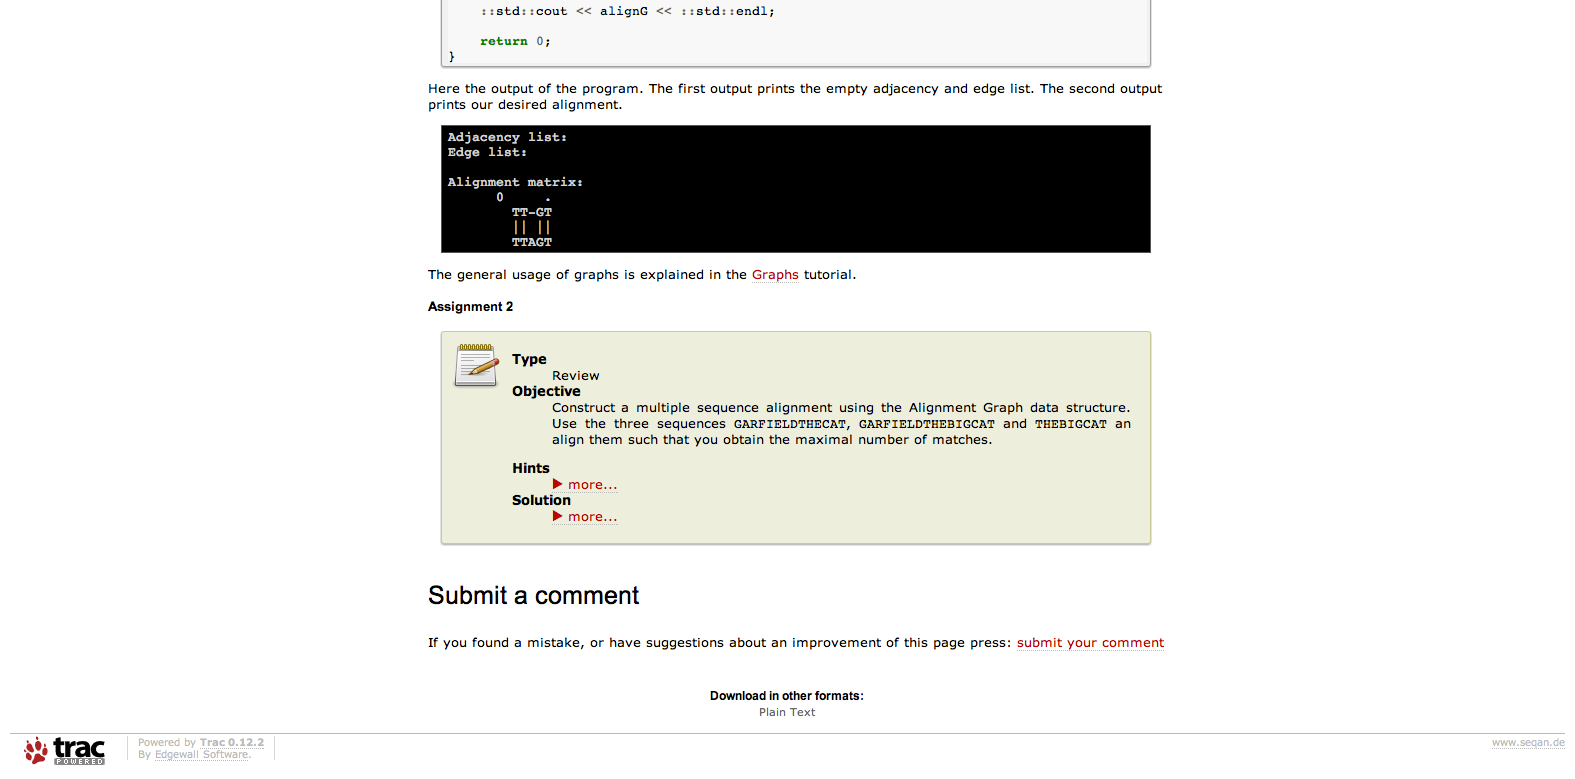 ::std::cout << alignG << ::std::endl;
return 0;
}
Here the output of the program. The first output prints the empty adjacency and edge list. The second output
prints our desired alignment.
Adjacency list:
Edge list:
Alignment matrix:
0     .
TT-GT
|| ||
TTAGT
The general usage of graphs is explained in the Graphs tutorial.
Assignment 2
Type
Review
Objective
Construct a multiple sequence alignment using the Alignment Graph data structure.
Use the three sequences GARFIELDTHECAT, GARFIELDTHEBIGCAT and THEBIGCAT an
align them such that you obtain the maximal number of matches.
Hints
▶ more...
Solution
▶ more...
Submit a comment
If you found a mistake, or have suggestions about an improvement of this page press: submit your comment
Download in other formats:
Plain Text
trac
POWERED
Powered by Trac 0.12.2
By Edgewall Software.
www.seqan.de